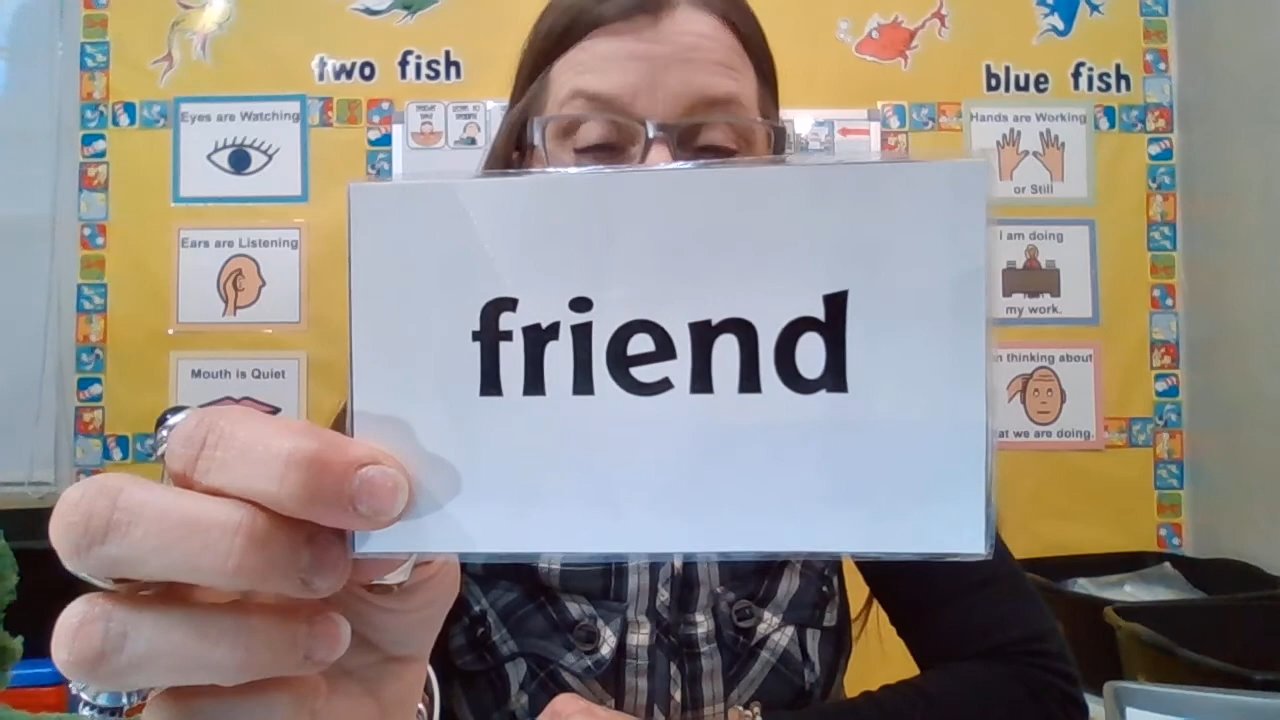 two fish
blue fish
Eyes are Watching
Hands are Working
or Still
Ears are Listening
I am doing
my work.
friend
Mouth is Quiet
thinking about
we are doing.